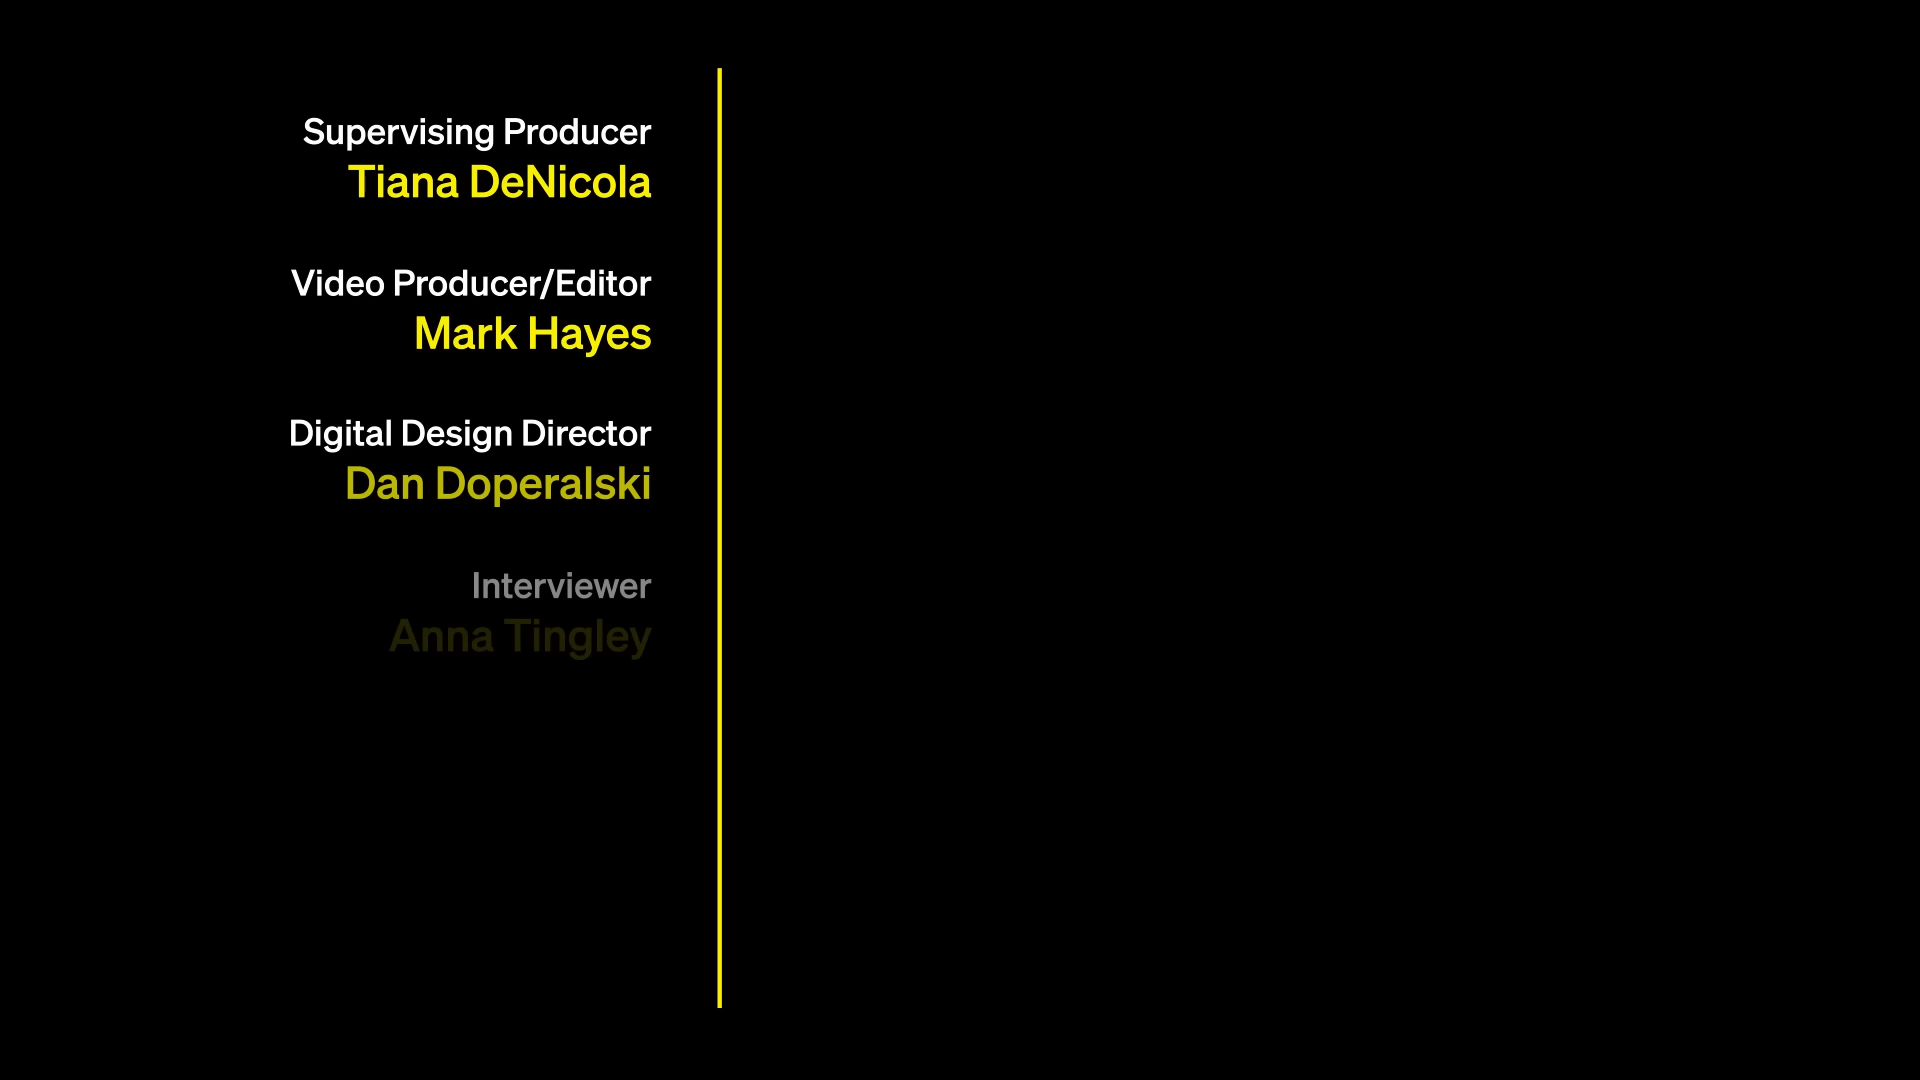 Supervising Producer
Tiana DeNicola
Video Producer/Editor
Mark Hayes
Digital Design Director
Dan Doperalski
Interviewer
Anna Tingley